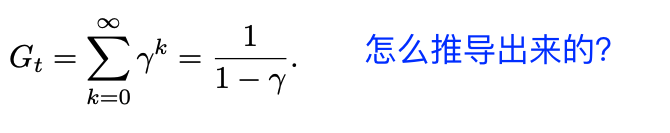 G_t = \sum_{k=0}^{\infty} \gamma^k = \frac{1}{1 - \gamma}. 怎么推导出来的?